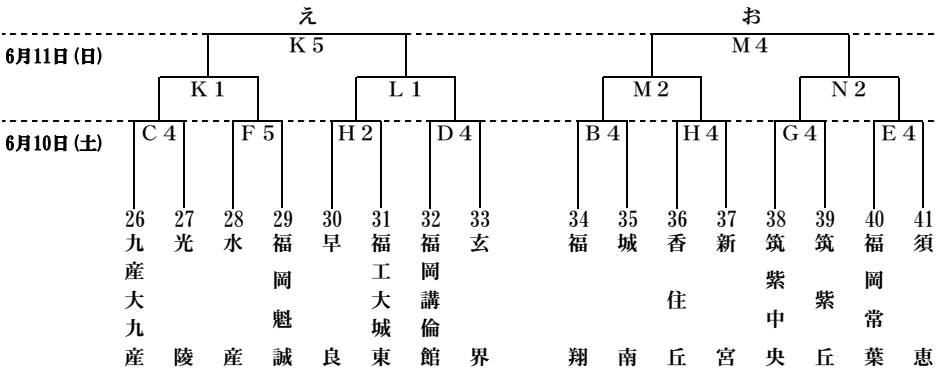 え お
K5 M4
6月11日(日)
K1 L1 M2 N2
C4 F5 H2 D4 B4 H4 G4 E4
6月10日(土)
26 27 28 29 30 31 32 33 34 35 36 37 38 39 40 41
九産大九産
光陵
水産
福岡魁誠
早良
福工大城東
福岡講倫館
玄界
福翔
城南
香住丘
新宮
筑紫中央
筑紫丘
福岡常葉
須恵